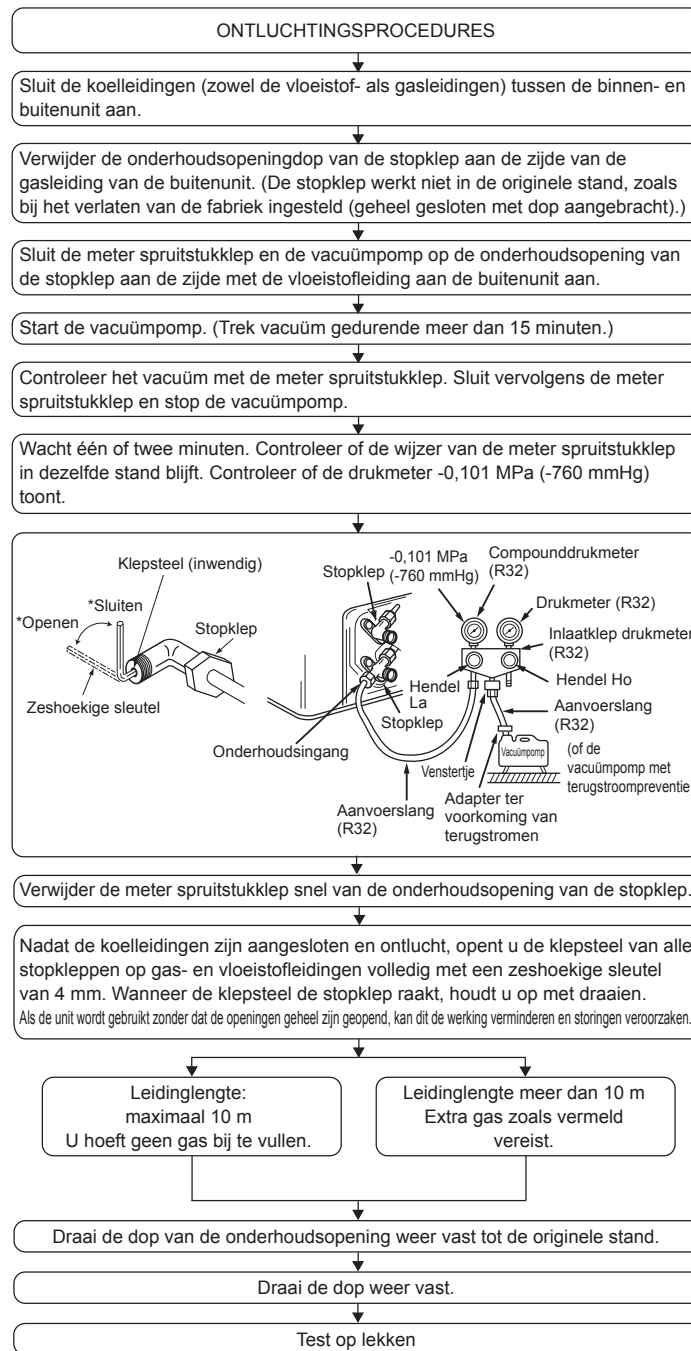 ONTLUCHTINGSPROCEDURES
Sluit de koelleidingen (zowel de vloeistof- als gasleidingen) tussen de binnen- en
buitenunit aan.
Verwijder de onderhoudsopeningdop van de stopklep aan de zijde van de
gasleiding van de buitenunit. (De stopklep werkt niet in de originele stand, zoals
bij het verlaten van de fabriek ingesteld (geheel gesloten met dop aangebracht).)
Sluit de meter spruitstukklep en de vacuümpomp op de onderhoudsopening van
de stopklep aan de zijde met de vloeistofleiding aan de buitenunit aan.
Start de vacuümpomp. (Trek vacuüm gedurende meer dan 15 minuten.)
Controleer het vacuüm met de meter spruitstukklep. Sluit vervolgens de meter
spruitstukklep en stop de vacuümpomp.
Wacht één of twee minuten. Controleer of de wijzer van de meter spruitstukklep
in dezelfde stand blijft. Controleer of de drukmeter -0,101 MPa (-760 mmHg)
toont.
Klepsteel (inwendig)
*Sluiten
*Openen
Stopklep
Zeshoekige sleutel
Onderhoudsingang
Stopklep
-0,101 MPa
(-760 mmHg)
Compounddrukmeter
(R32)
Drukmeter (R32)
Inlaatklep drukmeter
(R32)
Hendel
La
Hendel Ho
Stopklep
Aanvoerslang
(R32)
Venstertje
Vacuümpomp
(of de
vacuümpomp met
terugstroompreventie
Aanvoerslang
(R32)
Adapter ter
voorkoming van
terugstromen
Verwijder de meter spruitstukklep snel van de onderhoudsopening van de stopklep.
Nadat de koelleidingen zijn aangesloten en ontlucht, opent u de klepsteel van alle
stopkleppen op gas- en vloeistofleidingen volledig met een zeshoekige sleutel
van 4 mm. Wanneer de klepsteel de stopklep raakt, houdt u op met draaien.
Als de unit wordt gebruikt zonder dat de openingen geheel zijn geopend, kan dit de werking verminderen en storingen veroorzaken.
Leidinglengte:
maximaal 10 m
U hoeft geen gas bij te vullen.
Leidinglengte meer dan 10 m
Extra gas zoals vermeld
vereist.
Draai de dop van de onderhoudsopening weer vast tot de originele stand.
Draai de dop weer vast.
Test op lekken